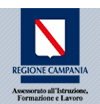 REGIONE CAMPANIA
Assessorato all'Istruzione,
Formazione e Lavoro